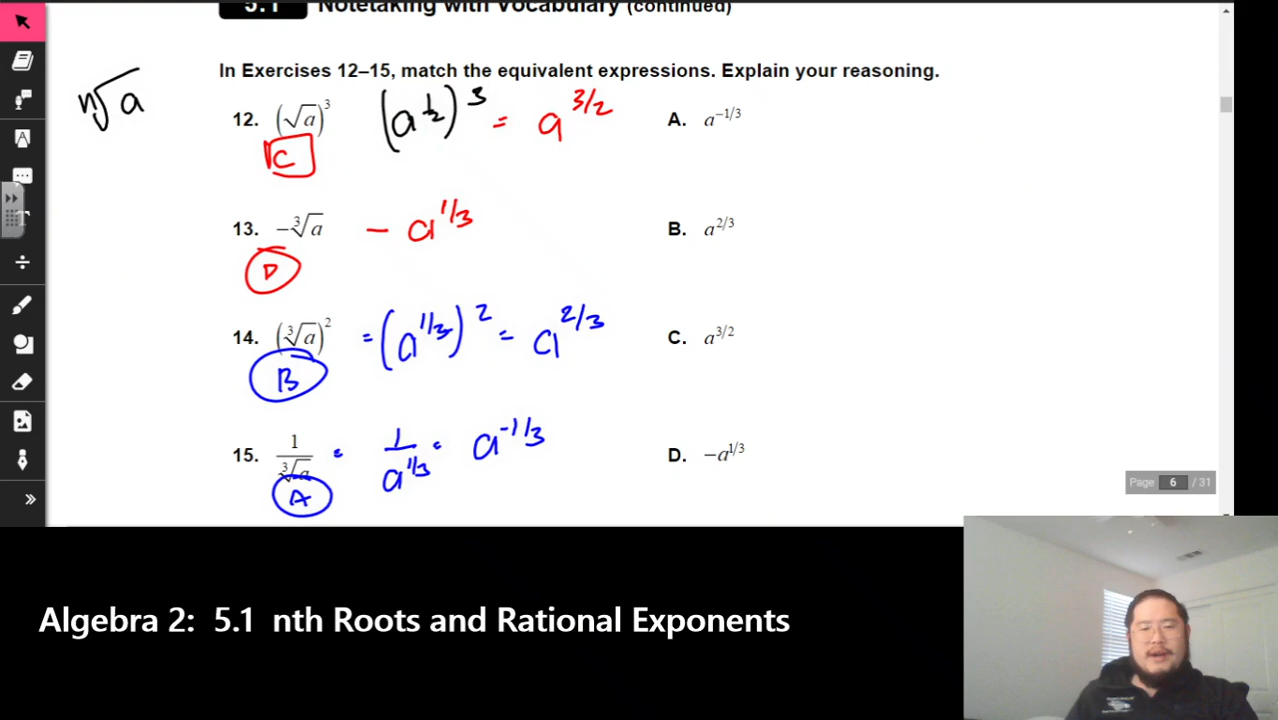 5.1 Notetaking with Vocabulary (continued)
In Exercises 12–15, match the equivalent expressions. Explain your reasoning.
ⁿ√a
12. (√a)³ (a^1/2)^3 = a^3/2 A. a^−1/3
C
13. −∛a − a^1/3 B. a^2/3
D
14. (∛a)² = (a^1/3)^2 = a^2/3 C. a^3/2
B
15. 1/∛a = 1/a^1/3 = a^-1/3 D. −a^1/3
A
Page 6 / 31
Algebra 2: 5.1 nth Roots and Rational Exponents